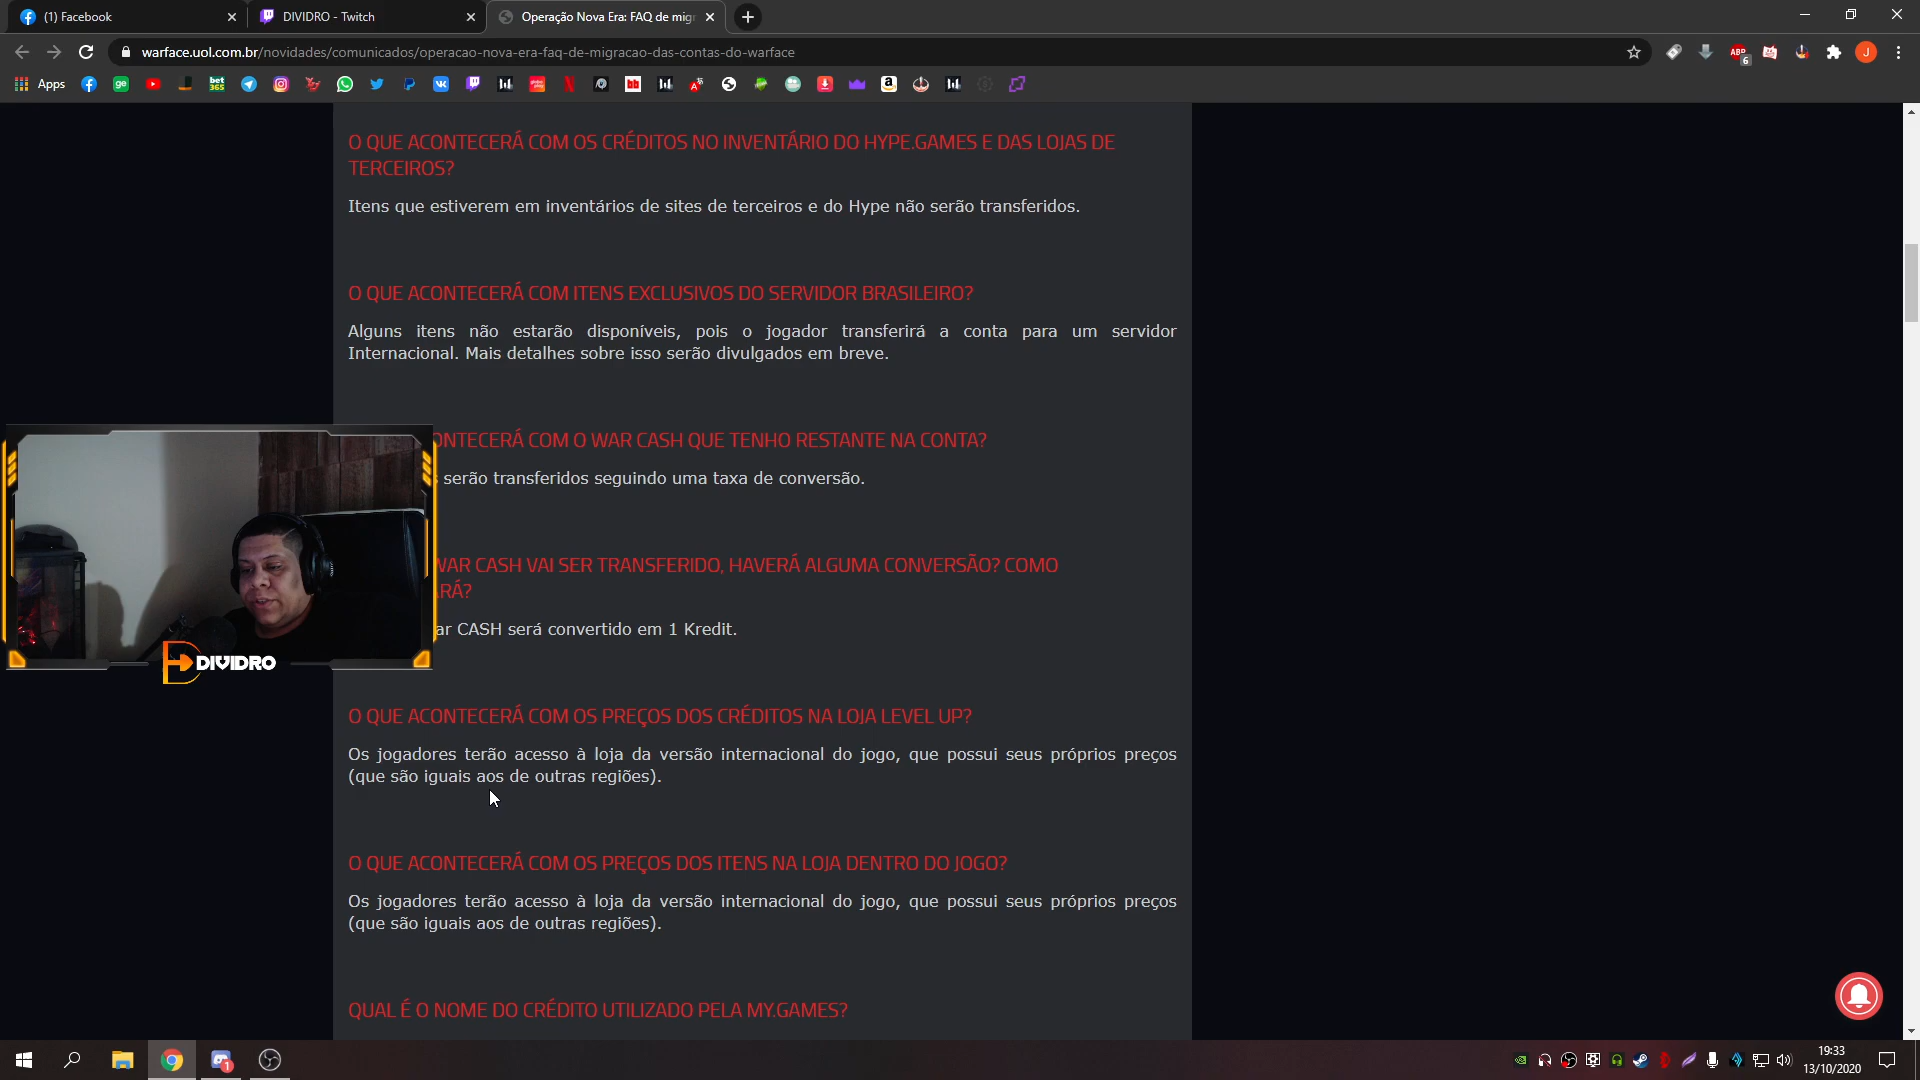 (1) Facebook
DIVIDRO - Twitch
Operação Nova Era: FAQ de mig
warface.uol.com.br/novidades/comunicados/operacao-nova-era-faq-de-migracao-das-contas-do-warface
ABP
6
J
Apps
ge
bet
365
bb
O QUE ACONTECERÁ COM OS CRÉDITOS NO INVENTÁRIO DO HYPE.GAMES E DAS LOJAS DE
TERCEIROS?
Itens que estiverem em inventários de sites de terceiros e do Hype não serão transferidos.
O QUE ACONTECERÁ COM ITENS EXCLUSIVOS DO SERVIDOR BRASILEIRO?
Alguns itens não estarão disponíveis, pois o jogador transferirá a conta para um servidor
Internacional. Mais detalhes sobre isso serão divulgados em breve.
ONTECERÁ COM O WAR CASH QUE TENHO RESTANTE NA CONTA?
serão transferidos seguindo uma taxa de conversão.
WAR CASH VAI SER TRANSFERIDO, HAVERÁ ALGUMA CONVERSÃO? COMO
ARÁ?
ar CASH será convertido em 1 Kredit.
DIVIDRO
O QUE ACONTECERÁ COM OS PREÇOS DOS CRÉDITOS NA LOJA LEVEL UP?
Os jogadores terão acesso à loja da versão internacional do jogo, que possui seus próprios preços
(que são iguais aos de outras regiões).
O QUE ACONTECERÁ COM OS PREÇOS DOS ITENS NA LOJA DENTRO DO JOGO?
Os jogadores terão acesso à loja da versão internacional do jogo, que possui seus próprios preços
(que são iguais aos de outras regiões).
QUAL É O NOME DO CRÉDITO UTILIZADO PELA MY.GAMES?
1
19:33
13/10/2020